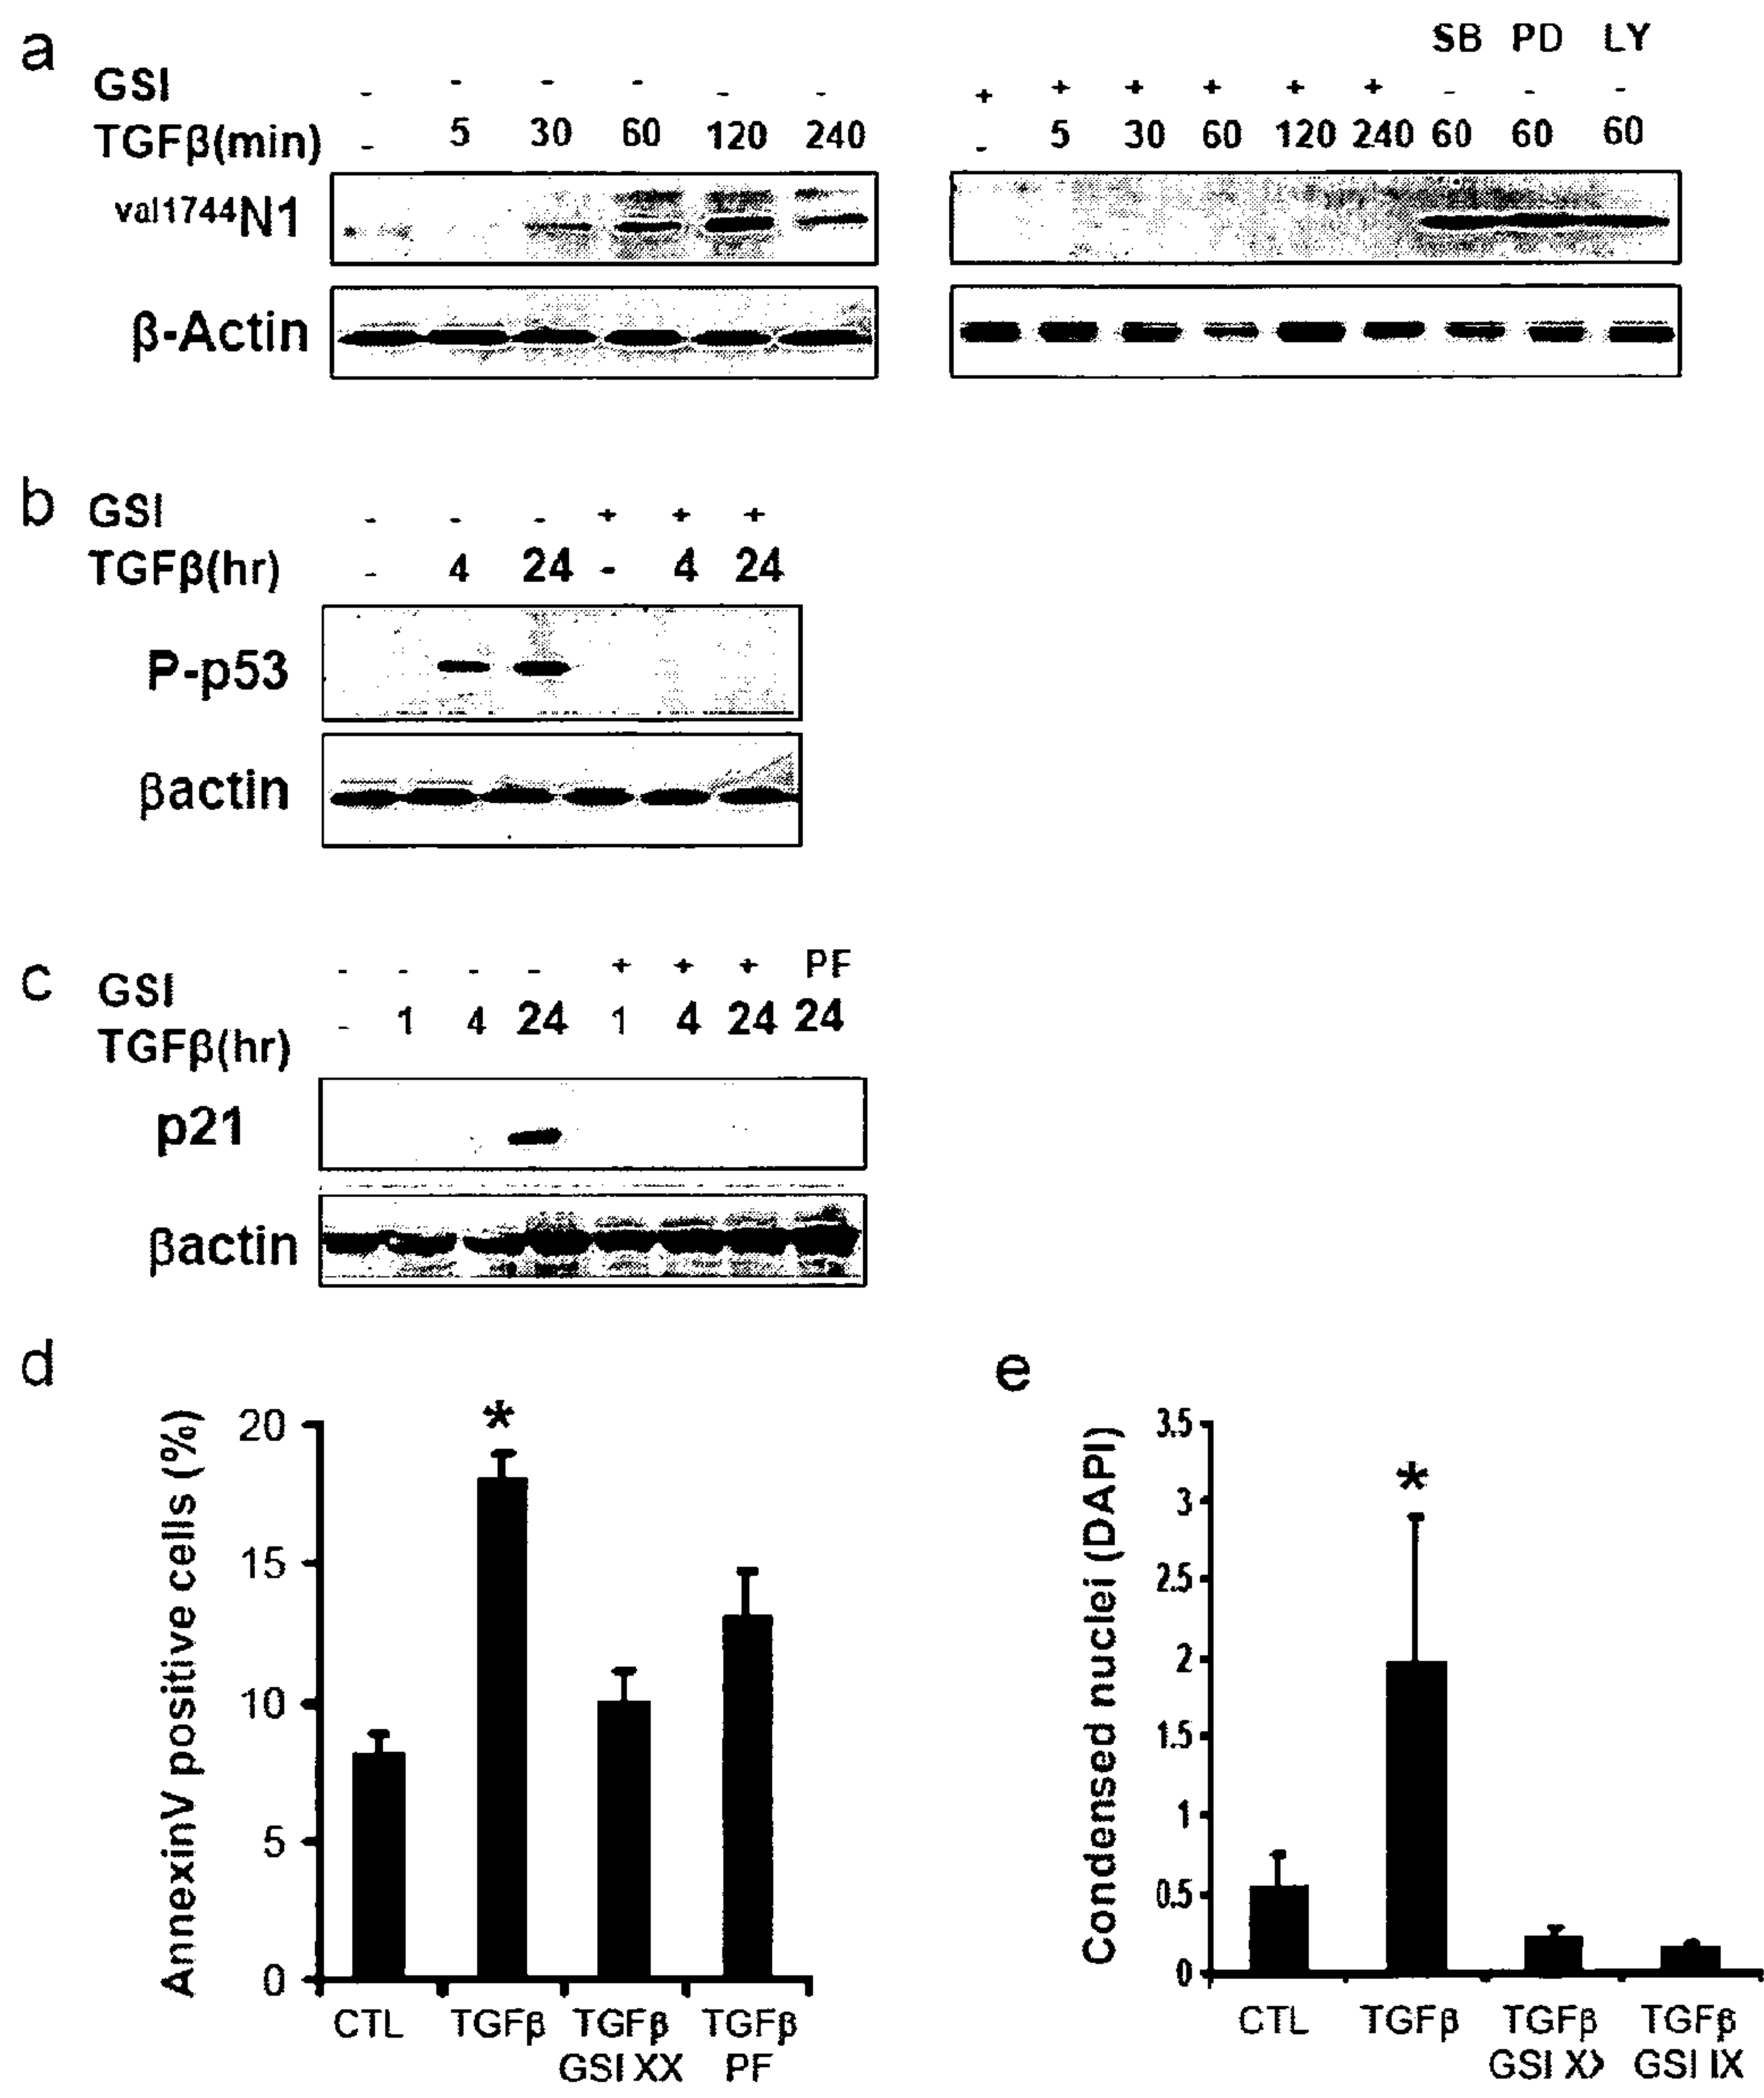 a
SB PD LY
GSI - - - - - - + + + + + + - - -
TGFβ(min) - 5 30 60 120 240 - 5 30 60 120 240 60 60 60
val1744N1
β-Actin
b
GSI - - - + + +
TGFβ(hr) - 4 24 - 4 24
P-p53
βactin
c
GSI - - - - + + + PF
TGFβ(hr) - 1 4 24 1 4 24 24
p21
βactin
d
AnnexinV positive cells (%)
20
15
10
5
0
*
CTL TGFβ TGFβ TGFβ
GSI XX PF
e
Condensed nuclei (DAPI)
3.5
3
2.5
2
1.5
1
0.5
0
*
CTL TGFβ TGFβ TGFβ
GSI X GSI IX